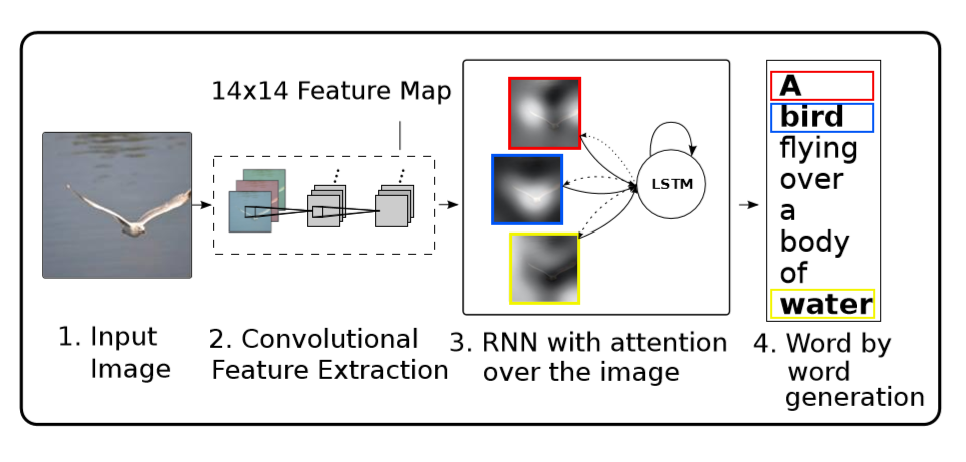 14x14 Feature Map
LSTM
A
bird
flying
over
a
body
of
water
1. Input
Image
2. Convolutional
Feature Extraction
3. RNN with attention
over the image
4. Word by
word
generation